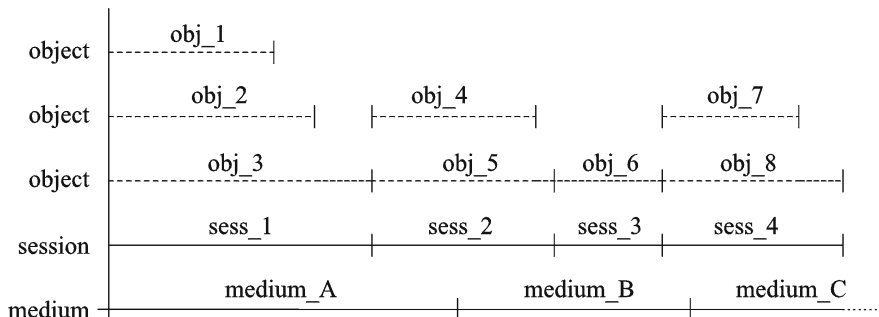 obj_1
object
obj_2 obj_4 obj_7
object
obj_3 obj_5 obj_6 obj_8
object
sess_1 sess_2 sess_3 sess_4
session
medium_A medium_B medium_C
medium